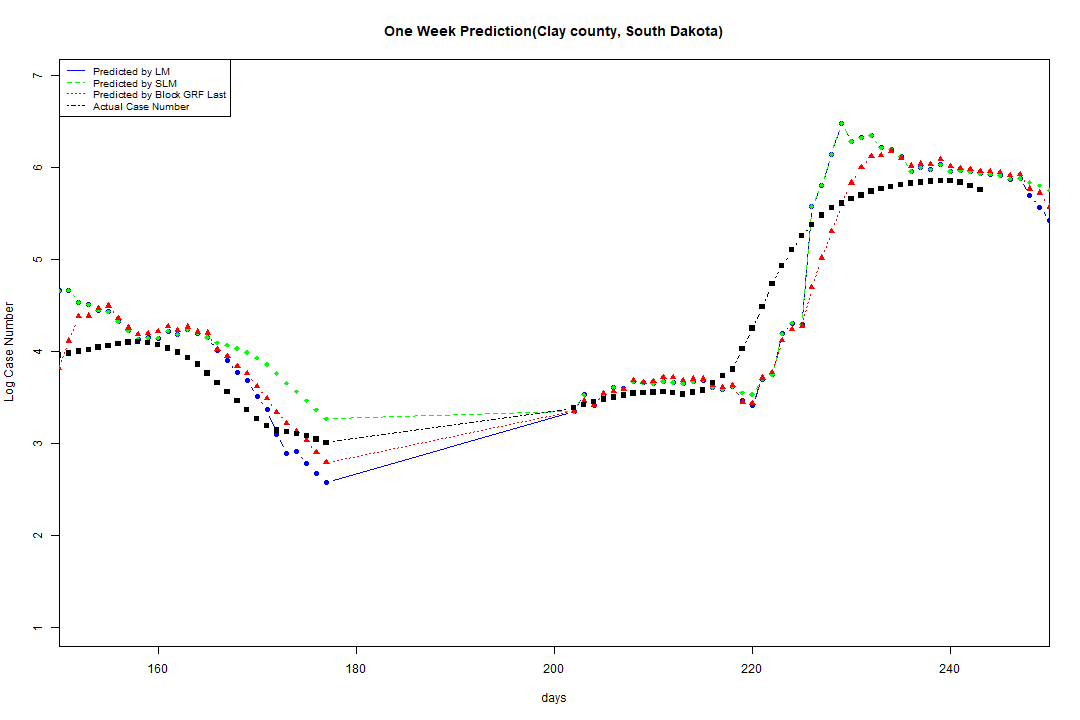 One Week Prediction(Clay county, South Dakota)
Predicted by LM
Predicted by SLM
Predicted by Block GRF Last
Actual Case Number
7
6
5
4
3
2
1
Log Case Number
160 180 200 220 240
days